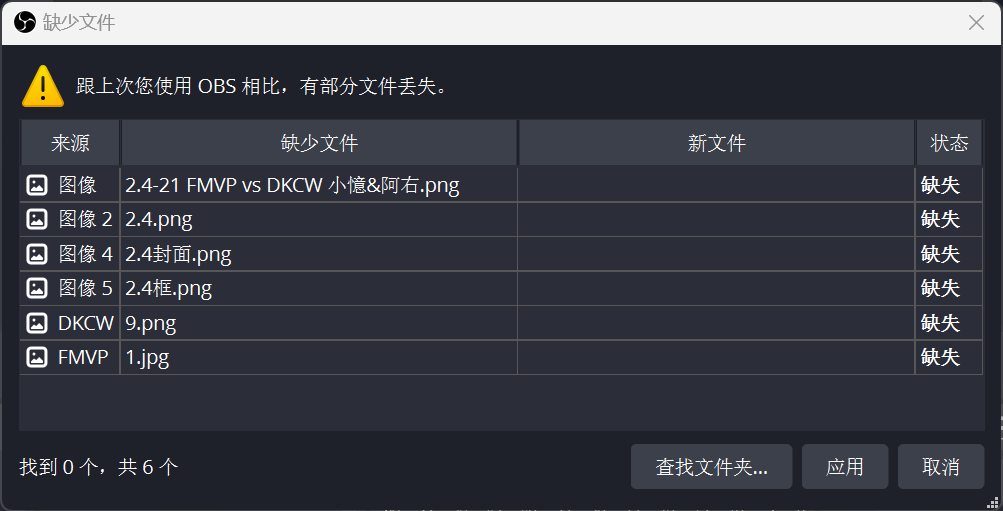 缺少文件
跟上次您使用 OBS 相比，有部分文件丢失。
来源 缺少文件 新文件 状态
图像 2.4-21 FMVP vs DKCW 小憶&阿右.png 缺失
图像 2 2.4.png 缺失
图像 4 2.4封面.png 缺失
图像 5 2.4框.png 缺失
DKCW 9.png 缺失
FMVP 1.jpg 缺失
找到 0 个，共 6 个 查找文件夹... 应用 取消